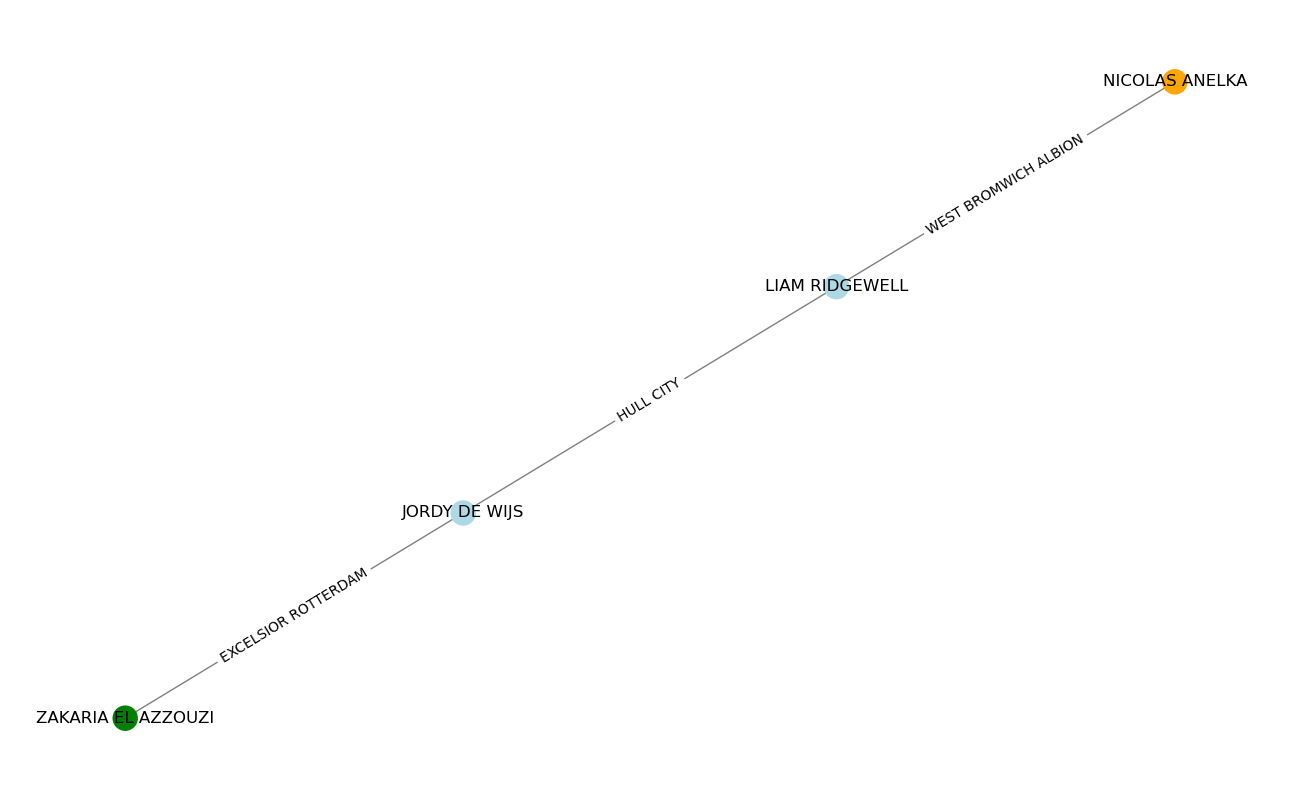 NICOLAS ANELKA
WEST BROMWICH ALBION
LIAM RIDGEWELL
HULL CITY
JORDY DE WIJS
EXCELSIOR ROTTERDAM
ZAKARIA EL AZZOUZI